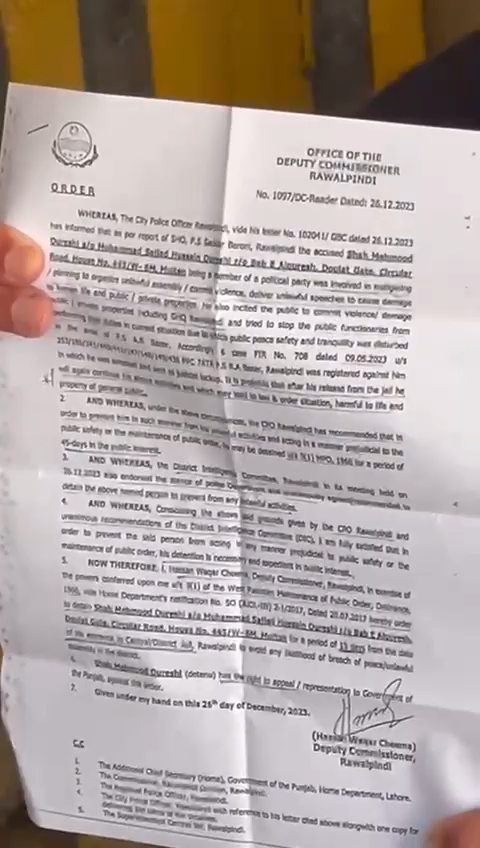 OFFICE OF THE
DEPUTY COMMISSIONER
RAWALPINDI
ORDER
No. 1097/DC-Reader Dated: 26.12.2023
WHEREAS, The City Police Officer Rawalpindi, vide his letter No. 102041/ GBC dated 26.12.2023
has informed that as per report of SHO, P.S Saddar Baroni, Rawalpindi the accused Shah Mahmood
Qureshi s/o Muhammad Sajjad Hussain Qureshi r/o Bab E Alquresh, Doulat Gate, Circular
Road, House No. 463/W-6M, Multan being a member of a political party was involved in instigating
/ planning to organize unlawful assembly / commit violence, deliver unlawful speeches to cause damage
to human life and public / private properties. He also incited the public to commit violence/ damage
public / private properties including GHQ Rawalpindi and tried to stop the public functionaries from
performing their duties in current situation due to which public peace safety and tranquility was disturbed
in the area of P.S R.A Bazar. Accordingly a case FIR No. 708 dated 09.05.2023 u/s
PPC, 7ATA P.S R.A Bazar, Rawalpindi was registered against him
in which he was arrested and sent to judicial lockup. It is probable that after his release from the jail he
will again continue his activities and which may lead to law & order situation, harmful to life and
property of general public.
2. AND WHEREAS, under the above circumstances, the CPO Rawalpindi has recommended that in
order to prevent him in such manner from his unlawful activities and acting in a manner prejudicial to the
public safety or the maintenance of public order, he may be detained u/s 3(1) MPO, 1960 for a period of
45-days in the public interest.
3. AND WHEREAS, the District Intelligence Committee, Rawalpindi in its meeting held on
26.12.2023 also endorsed the stance of police Department and
detain the above named person to prevent from any unlawful activities.
4. AND WHEREAS, Considering the above said grounds given by the CPO Rawalpindi and
unanimous recommendations of the District Intelligence Committee (DIC), I am fully satisfied that in
order to prevent the said person from acting in any manner prejudicial to public safety or the
maintenance of public order, his detention is necessary and expedient in public interest.
5. NOW THEREFORE, I, Hassan Waqar Cheema, Deputy Commissioner, Rawalpindi, in exercise of
the powers conferred upon me u/s 3(1) of the West Pakistan Maintenance of Public Order, Ordinance,
1960, vide Home Department's notification No. SO 2-1/2017, Dated 20.07.2017 hereby order
to detain Shah Mehmood Qureshi s/o Muhammad Sajjad Hussain Qureshi r/o Bab E Alquresh,
Doulat Gate, Circular Road, House No. 463/W-6M, Multan for a period of 15 days from the date
of his entrance in Central/District Jail, Rawalpindi to avoid any likelihood of breach of peace/unlawful
assembly in the district.
6. Shah Mahmood Qureshi (detenu) has the right to appeal / representation to Government of
the Punjab, against this order.
7. Given under my hand on this 26th day of December, 2023.
(Hassan Waqar Cheema)
Deputy Commissioner,
Rawalpindi
CC
1. The Additional Chief Secretary (Home), Government of the Punjab, Home Department, Lahore.
2. The Commissioner, Rawalpindi Division, Rawalpindi.
3. The Regional Police Officer, Rawalpindi.
4. The City Police Officer, Rawalpindi with reference to his letter cited above alongwith one copy for
5. The Superintendent Central Jail, Rawalpindi.